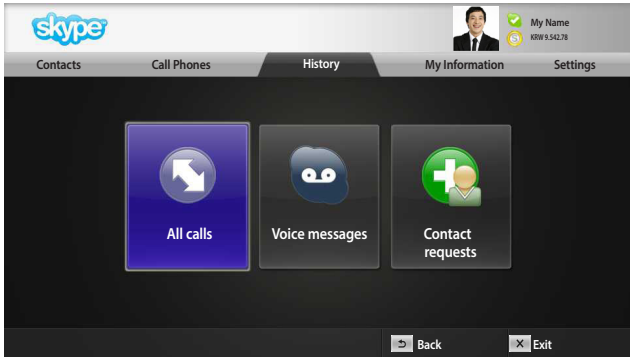 skype
My Name
KRW 9.542.78
Contacts Call Phones History My Information Settings
All calls Voice messages Contact
requests
Back Exit